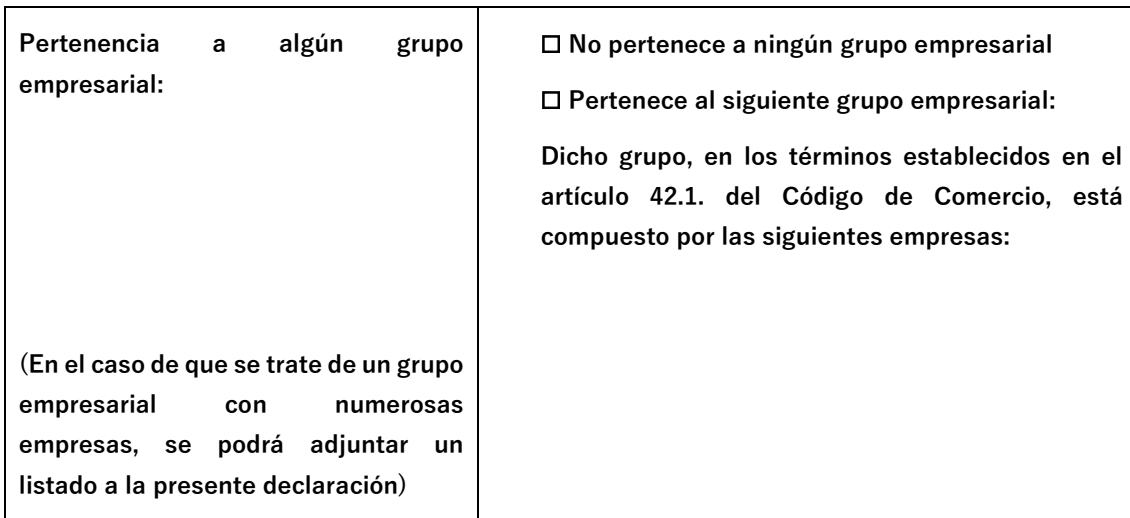 Pertenencia a algún grupo
empresarial:
(En el caso de que se trate de un grupo
empresarial con numerosas
empresas, se podrá adjuntar un
listado a la presente declaración)
☐ No pertenece a ningún grupo empresarial
☐ Pertenece al siguiente grupo empresarial:
Dicho grupo, en los términos establecidos en el
artículo 42.1. del Código de Comercio, está
compuesto por las siguientes empresas: